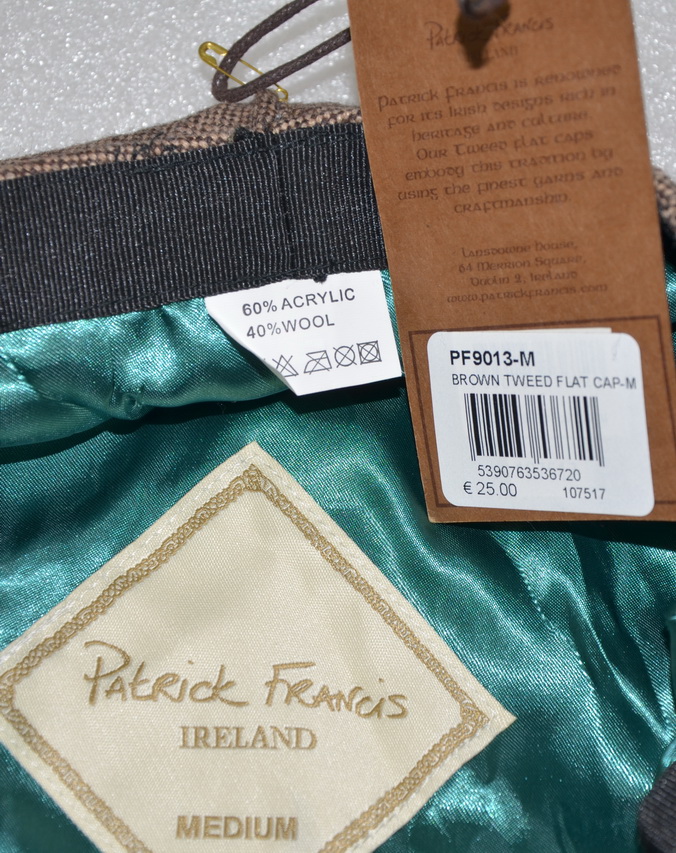 Patrick Francis
IRELAND
Patrick Francis is renowned
for its Irish designs rich in
heritage and culture.
Our Tweed flat caps
embody this tradition by
using the finest yarns and
craftmanship.
Lansdowne House,
64 Merrion Square,
Dublin 2, Ireland
www.patrickfrancis.com
60% ACRYLIC
40% WOOL
PF9013-M
BROWN TWEED FLAT CAP-M
5390763536720
€ 25.00 107517
Patrick Francis
IRELAND
MEDIUM